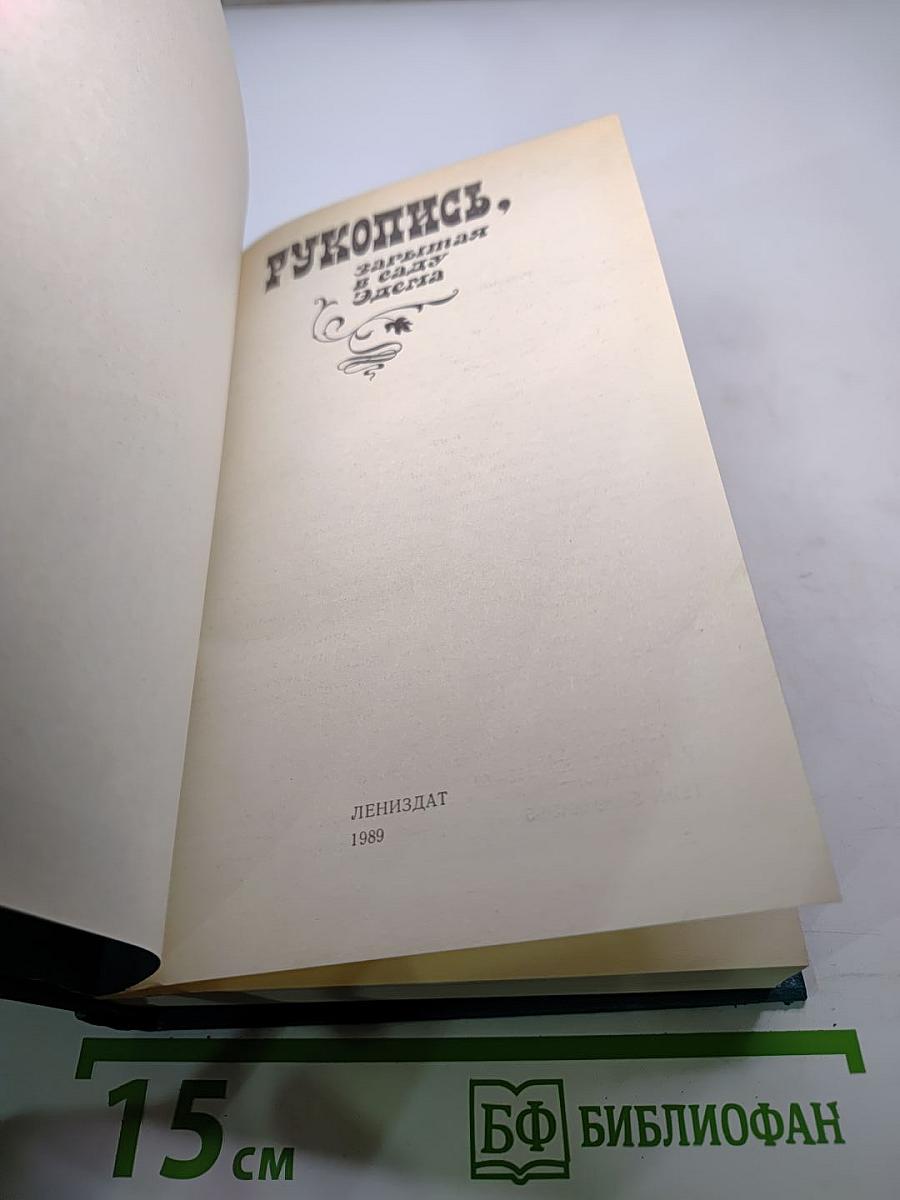 РУКОПИСЬ,
зарытая
в саду
Эдема
ЛЕНИЗДАТ
1989
15 см
БФ БИБЛИОФАН